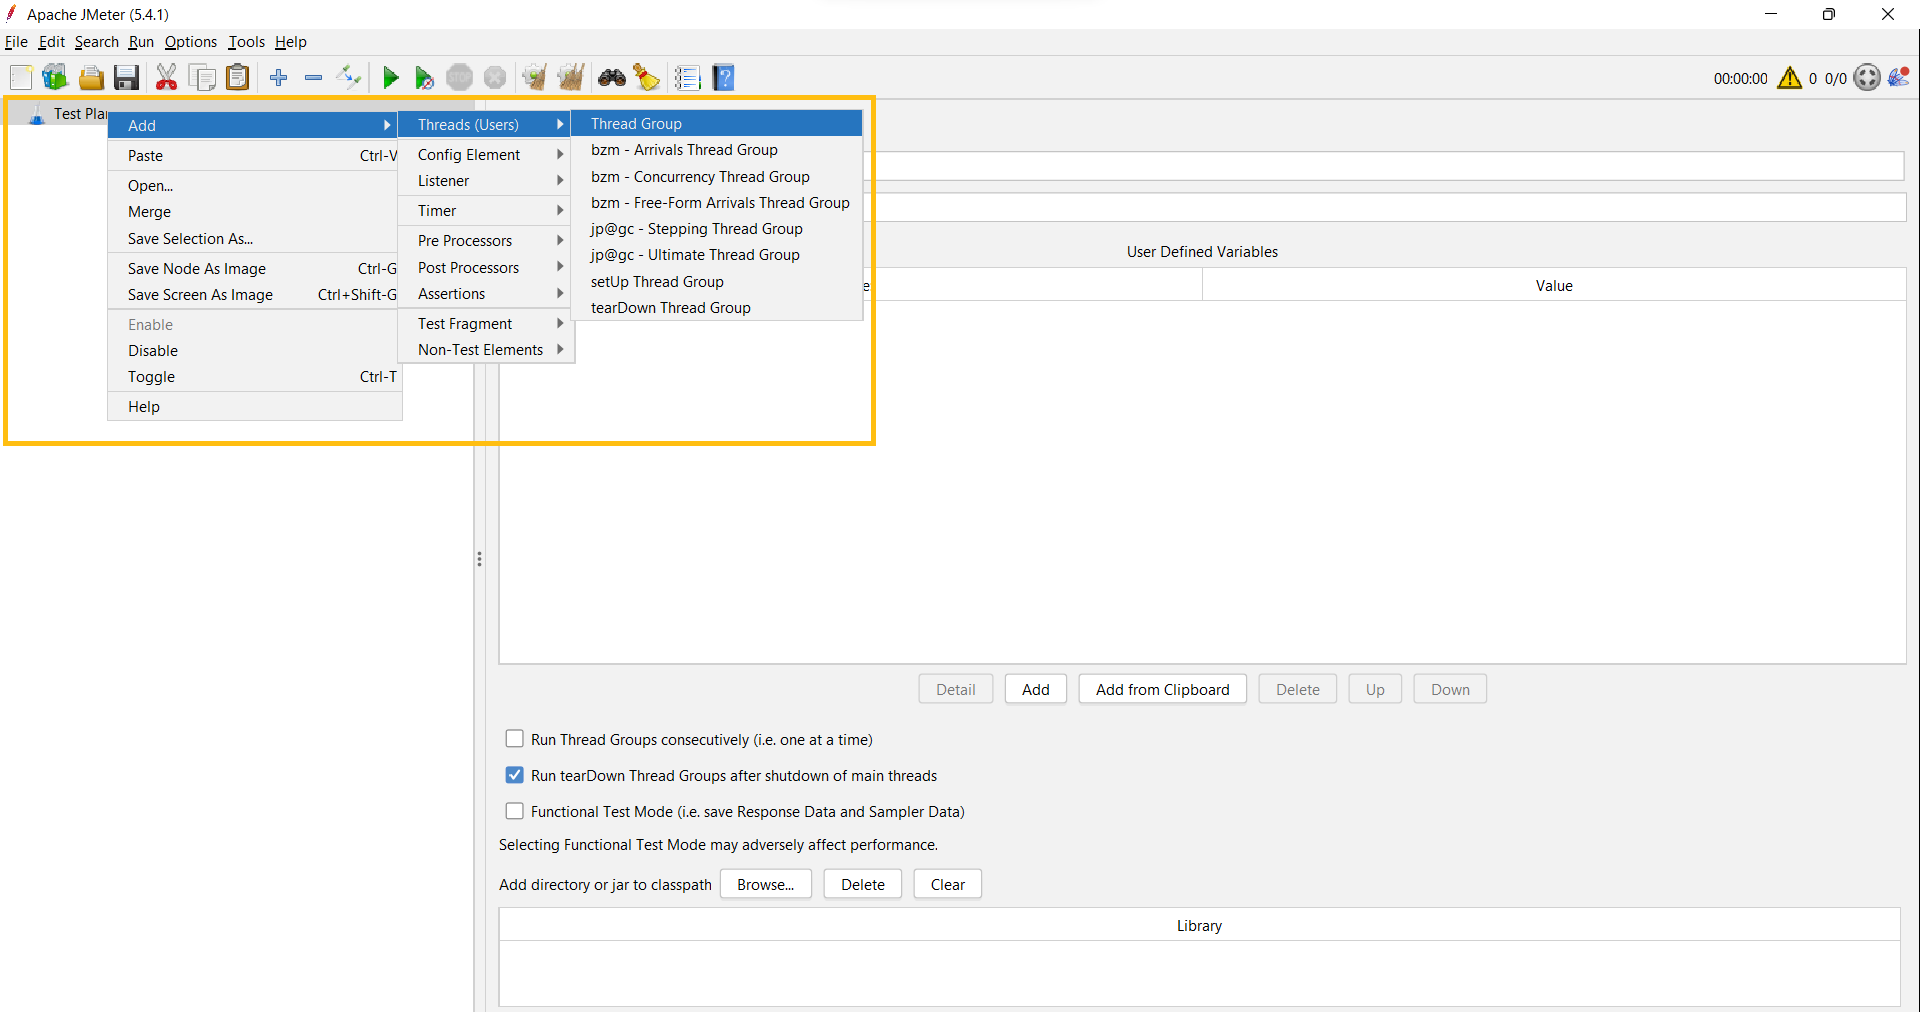 Apache JMeter (5.4.1)
File Edit Search Run Options Tools Help
STOP
00:00:00 0 0/0
Test Plan
Add
Paste Ctrl-V
Open...
Merge
Save Selection As...
Save Node As Image Ctrl-G
Save Screen As Image Ctrl+Shift-G
Enable
Disable
Toggle Ctrl-T
Help
Threads (Users)
Config Element
Listener
Timer
Pre Processors
Post Processors
Assertions
Test Fragment
Non-Test Elements
Thread Group
bzm - Arrivals Thread Group
bzm - Concurrency Thread Group
bzm - Free-Form Arrivals Thread Group
jp@gc - Stepping Thread Group
jp@gc - Ultimate Thread Group
setUp Thread Group
tearDown Thread Group
User Defined Variables
Value
Detail Add Add from Clipboard Delete Up Down
Run Thread Groups consecutively (i.e. one at a time)
Run tearDown Thread Groups after shutdown of main threads
Functional Test Mode (i.e. save Response Data and Sampler Data)
Selecting Functional Test Mode may adversely affect performance.
Add directory or jar to classpath Browse... Delete Clear
Library